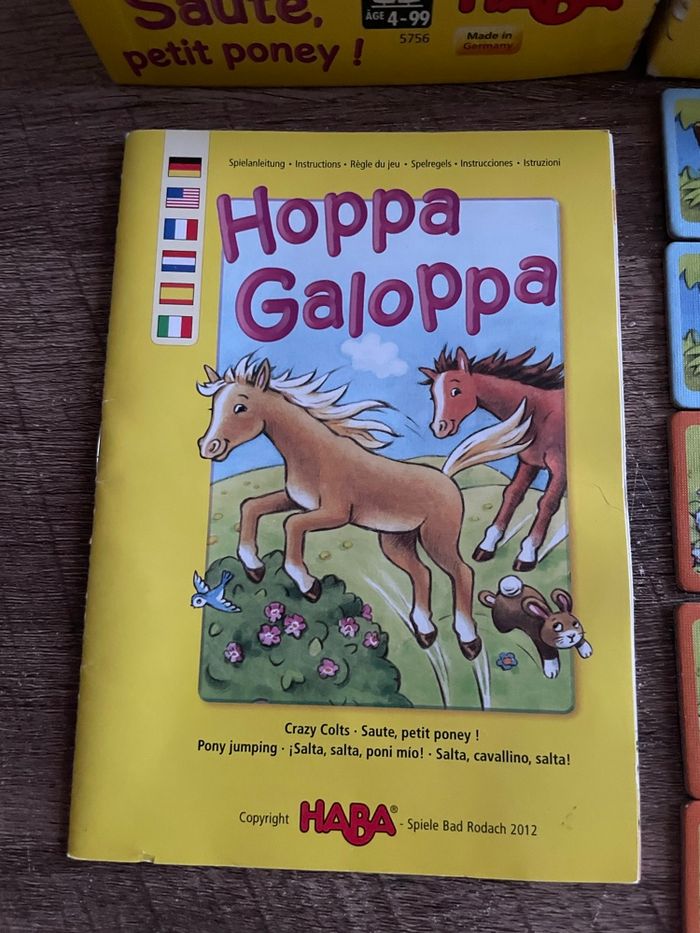 Saute,
petit poney !
ÂGE 4-99
5756
HABA
Made in
Germany
Spielanleitung • Instructions • Règle du jeu • Spelregels • Instrucciones • Istruzioni
Hoppa
Galoppa
Crazy Colts · Saute, petit poney !
Pony jumping · ¡Salta, salta, poni mío! · Salta, cavallino, salta!
Copyright HABA® - Spiele Bad Rodach 2012